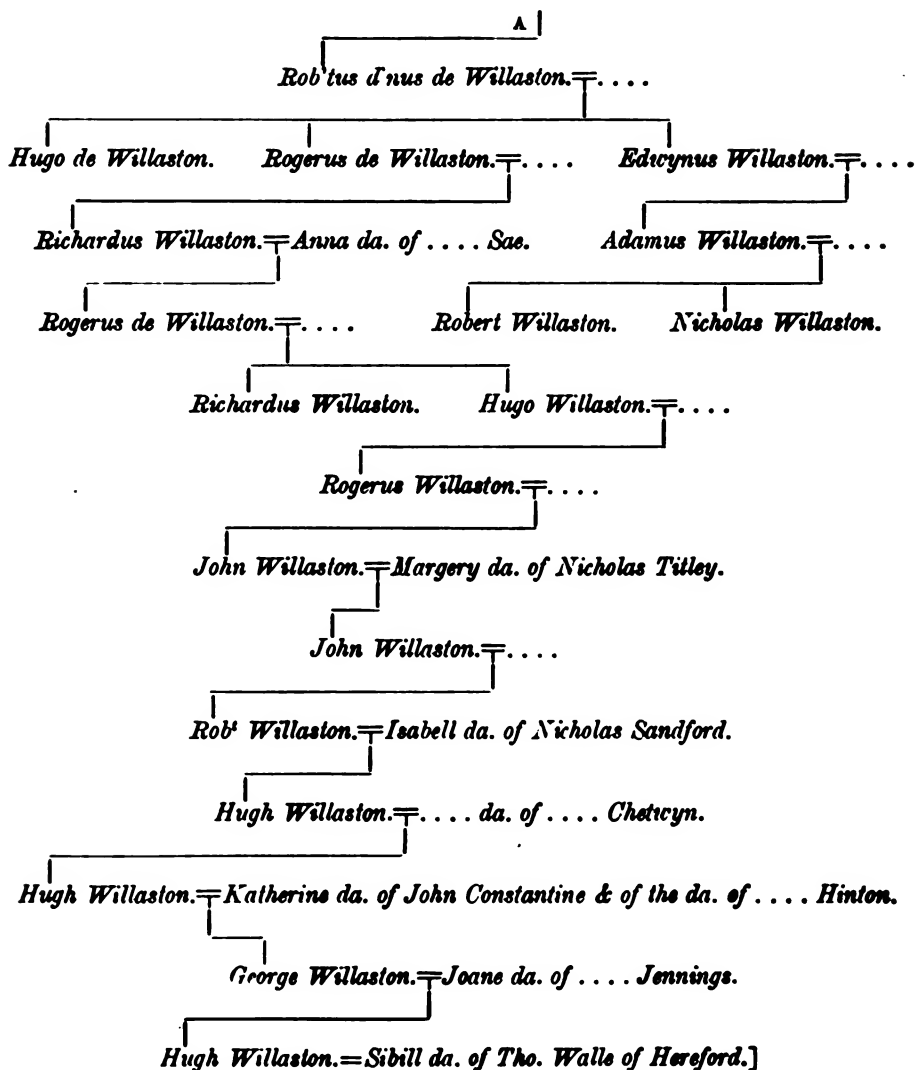 A
Rob'tus d'nus de Willaston.=. . . .
Hugo de Willaston. Rogerus de Willaston.=. . . . Edwynus Willaston.=. . . .
Richardus Willaston.=Anna da. of . . . . Sae. Adamus Willaston.=. . . .
Rogerus de Willaston.=. . . . Robert Willaston. Nicholas Willaston.
Richardus Willaston. Hugo Willaston.=. . . .
Rogerus Willaston.=. . . .
John Willaston.=Margery da. of Nicholas Titley.
John Willaston.=. . . .
Robt Willaston.=Isabell da. of Nicholas Sandford.
Hugh Willaston.=. . . . da. of . . . . Chetwyn.
Hugh Willaston.=Katherine da. of John Constantine & of the da. of . . . . Hinton.
George Willaston.=Joane da. of . . . . Jennings.
Hugh Willaston.=Sibill da. of Tho. Walle of Hereford.]